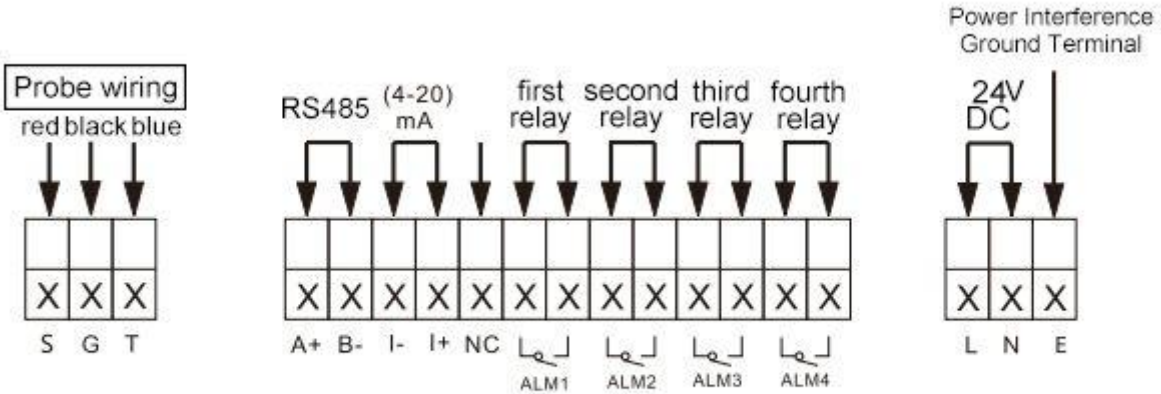 Power Interference
Ground Terminal
Probe wiring
red black blue
RS485
(4-20)
mA
first
relay
second
relay
third
relay
fourth
relay
24V
DC
X X X
X X X X X X X X X X X X X
X X X
S G T
A+ B- I- I+ NC
ALM1 ALM2 ALM3 ALM4
L N E